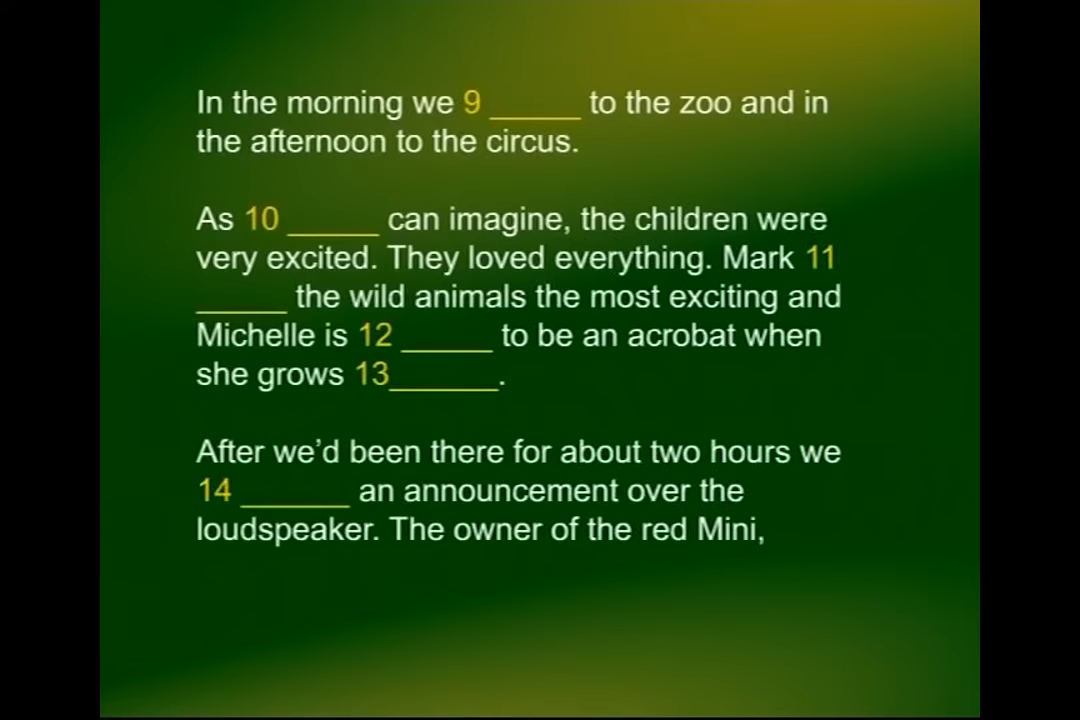 In the morning we 9 _____ to the zoo and in
the afternoon to the circus.
As 10 _____ can imagine, the children were
very excited. They loved everything. Mark 11
_____ the wild animals the most exciting and
Michelle is 12 _____ to be an acrobat when
she grows 13______.
After we’d been there for about two hours we
14 ______ an announcement over the
loudspeaker. The owner of the red Mini,